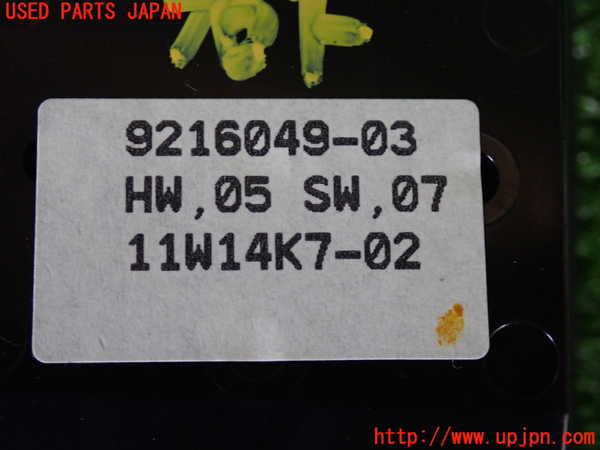 USED PARTS JAPAN
9216049-03
HW,05 SW,07
11W14K7-02
http://www.upjpn.com/